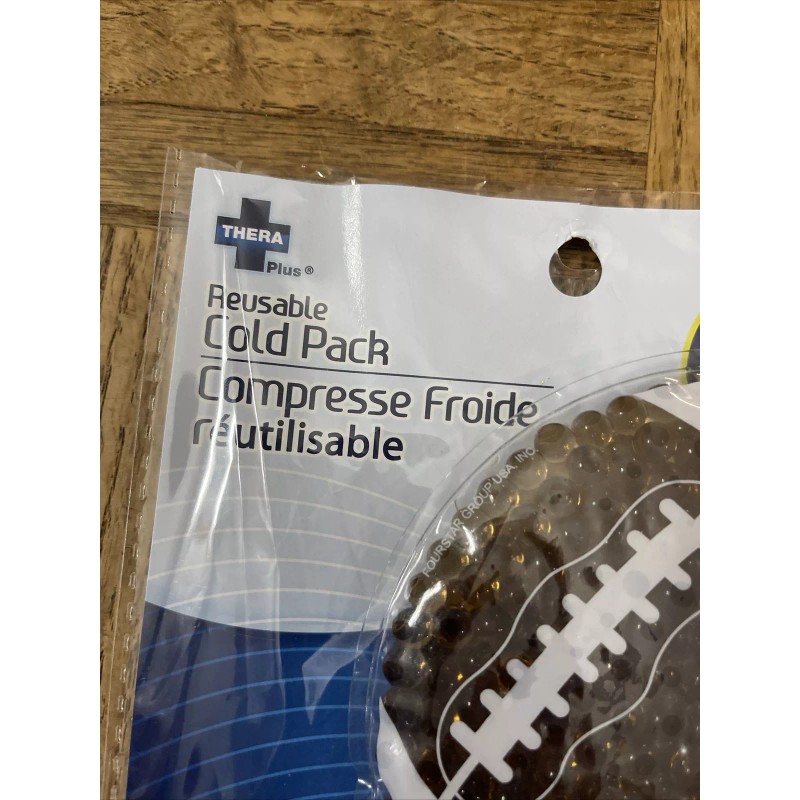 THERA
Plus®
Reusable
Cold Pack
Compresse Froide
réutilisable
FOURSTAR GROUP USA, INC.